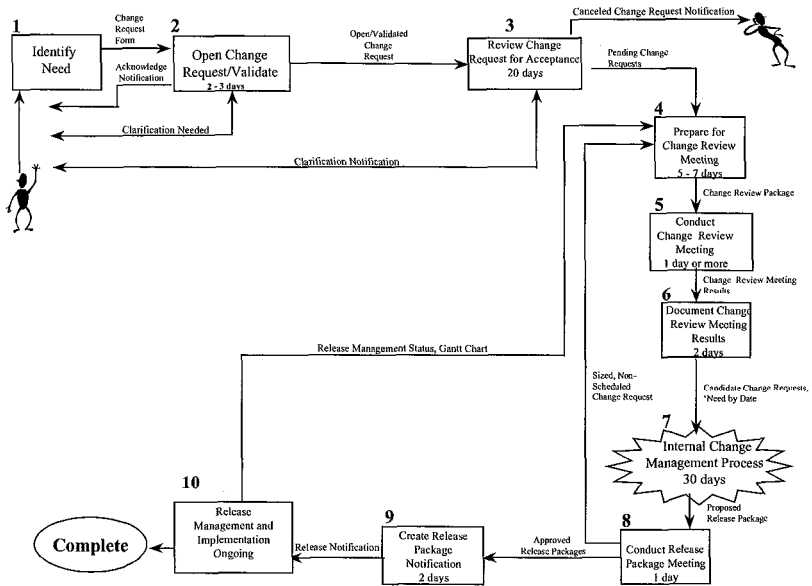 1
Identify
Need
Change
Request
Form
Acknowledge
Notification
2
Open Change
Request/Validate
2 - 3 days
Clarification Needed
Open/Validated
Change
Request
3
Review Change
Request for Acceptance
20 days
Canceled Change Request Notification
Pending Change
Requests
Clarification Notification
4
Prepare for
Change Review
Meeting
5 - 7 days
Change Review Package
5
Conduct
Change Review
Meeting
1 day or more
Change Review Meeting
Results
6
Document Change
Review Meeting
Results
2 days
Release Management Status, Gantt Chart
Sized, Non-
Scheduled
Change Request
Candidate Change Requests,
'Need by Date
7
Internal Change
Management Process
30 days
Proposed
Release Package
8
Conduct Release
Package Meeting
1 day
Approved
Release Packages
9
Create Release
Package
Notification
2 days
Release Notification
10
Release
Management and
Implementation
Ongoing
Complete